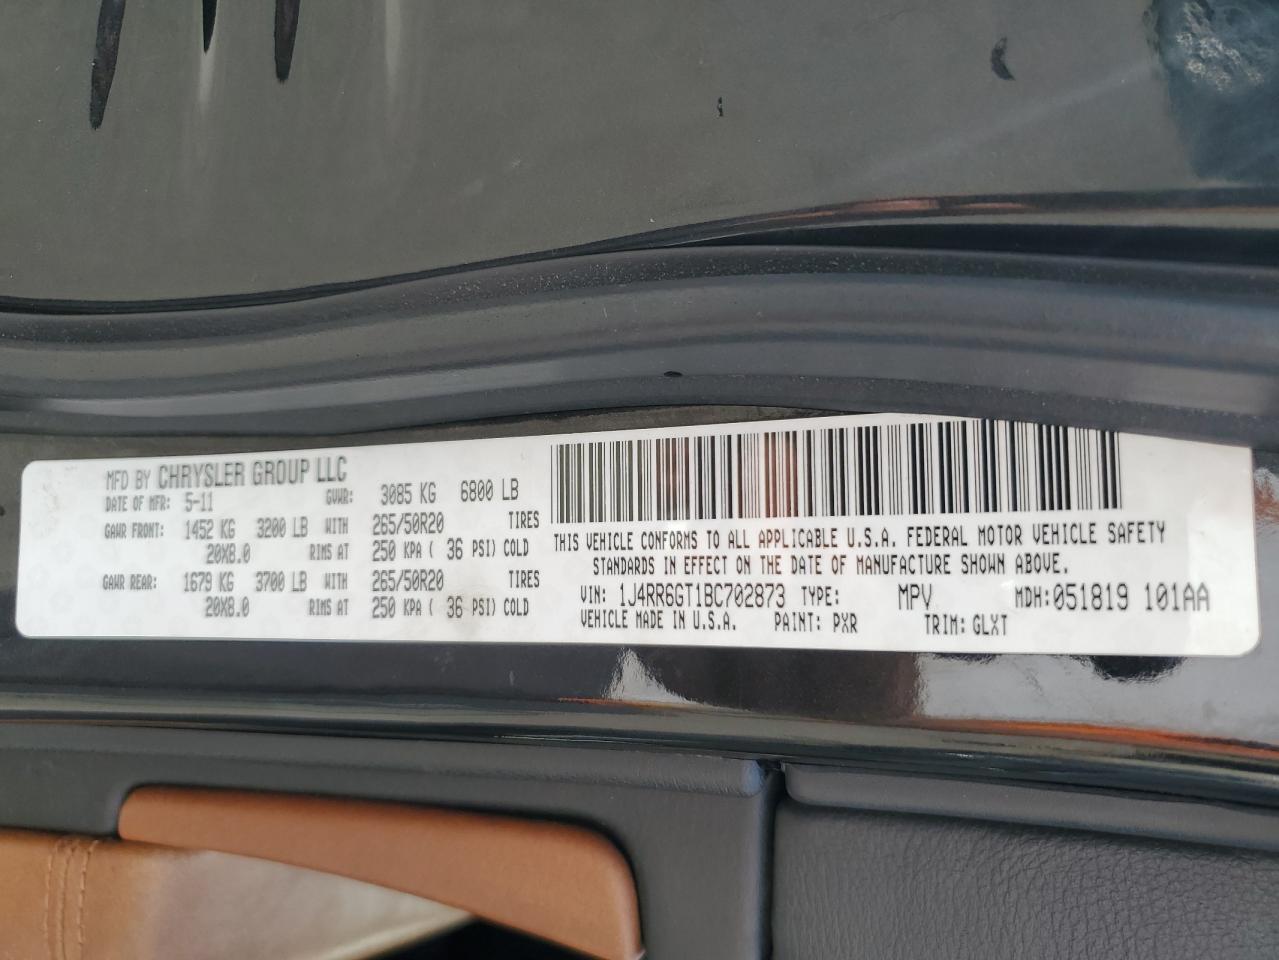 MFD BY CHRYSLER GROUP LLC
DATE OF MFR: 5-11 GVWR: 3085 KG 6800 LB
GAWR FRONT: 1452 KG 3200 LB WITH 265/50R20 TIRES
20X8.0 RIMS AT 250 KPA ( 36 PSI) COLD
GAWR REAR: 1679 KG 3700 LB WITH 265/50R20 TIRES
20X8.0 RIMS AT 250 KPA ( 36 PSI) COLD
THIS VEHICLE CONFORMS TO ALL APPLICABLE U.S.A. FEDERAL MOTOR VEHICLE SAFETY
STANDARDS IN EFFECT ON THE DATE OF MANUFACTURE SHOWN ABOVE.
VIN: 1J4RR6GT1BC702873 TYPE: MPV MDH:051819 101AA
VEHICLE MADE IN U.S.A. PAINT: PXR TRIM: GLXT